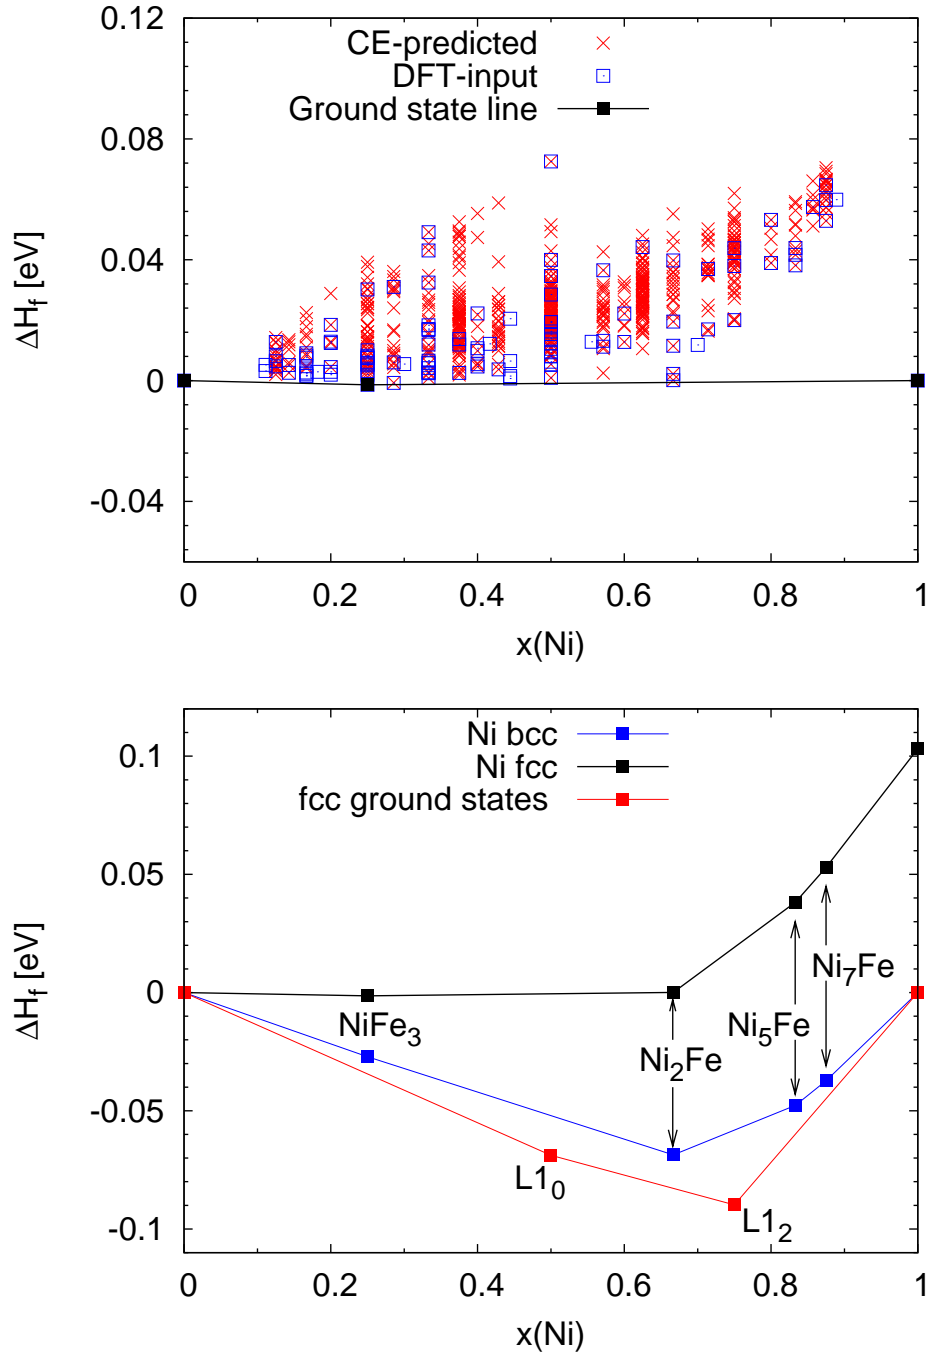 0.12
CE-predicted
DFT-input
Ground state line
0.08
0.04
0
-0.04
ΔH_f [eV]
0 0.2 0.4 0.6 0.8 1
x(Ni)
Ni bcc
Ni fcc
fcc ground states
0.1
0.05
0
-0.05
-0.1
ΔH_f [eV]
NiFe₃
Ni₂Fe
Ni₅Fe
Ni₇Fe
L1₀
L1₂
0 0.2 0.4 0.6 0.8 1
x(Ni)